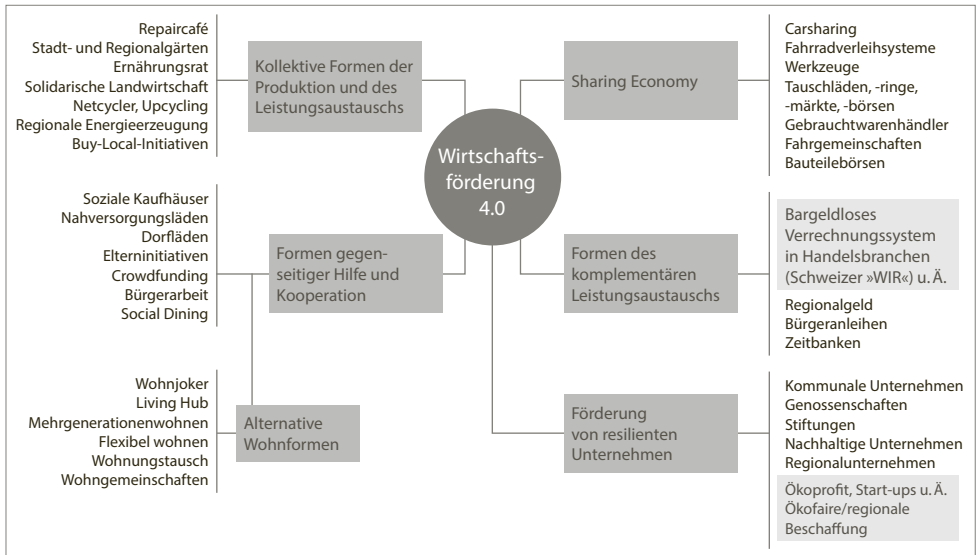 Repaircafé
Stadt- und Regionalgärten
Ernährungsrat
Solidarische Landwirtschaft
Netcycler, Upcycling
Regionale Energieerzeugung
Buy-Local-Initiativen
Kollektive Formen der
Produktion und des
Leistungsaustauschs
Sharing Economy
Carsharing
Fahrradverleihsysteme
Werkzeuge
Tauschläden, -ringe,
-märkte, -börsen
Gebrauchtwarenhändler
Fahrgemeinschaften
Bauteilebörsen
Wirtschafts-
förderung
4.0
Soziale Kaufhäuser
Nahversorgungsläden
Dorfläden
Elterninitiativen
Crowdfunding
Bürgerarbeit
Social Dining
Formen gegen-
seitiger Hilfe und
Kooperation
Formen des
komplementären
Leistungsaustauschs
Bargeldloses
Verrechnungssystem
in Handelsbranchen
(Schweizer »WIR«) u. Ä.
Regionalgeld
Bürgeranleihen
Zeitbanken
Wohnjoker
Living Hub
Mehrgenerationenwohnen
Flexibel wohnen
Wohnungstausch
Wohngemeinschaften
Alternative
Wohnformen
Förderung
von resilienten
Unternehmen
Kommunale Unternehmen
Genossenschaften
Stiftungen
Nachhaltige Unternehmen
Regionalunternehmen
Ökoprofit, Start-ups u. Ä.
Ökofaire/regionale
Beschaffung